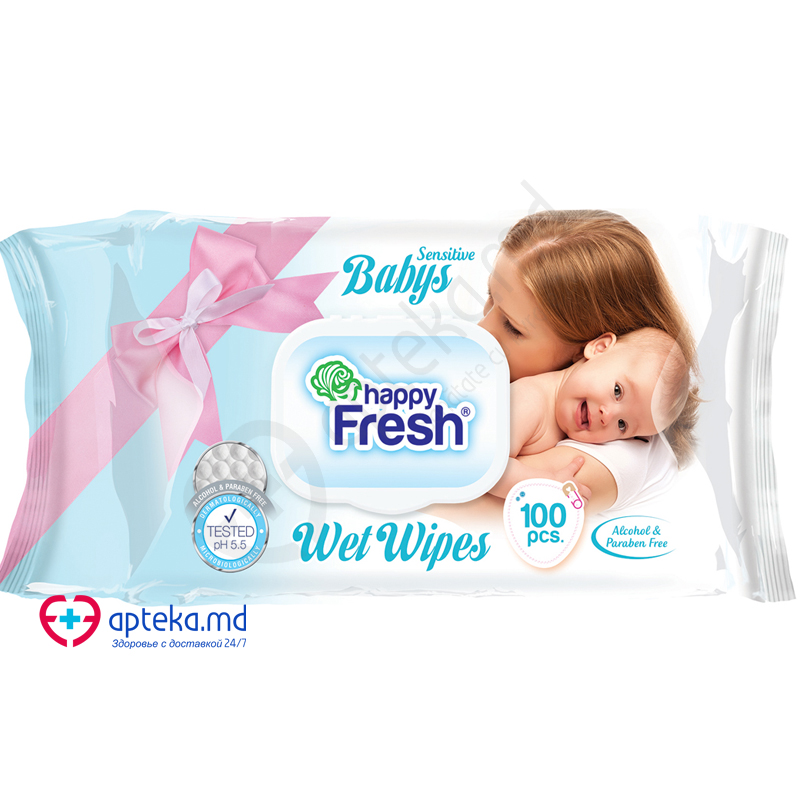 Sensitive
Babys
happy
Fresh®
ALCOHOL & PARABEN FREE
DERMATOLOGICALLY
TESTED
pH 5.5
MICROBIOLOGICALLY
Wet Wipes
100
pcs.
Alcohol &
Paraben Free
apteka.md
Здоровье с доставкой 24/7